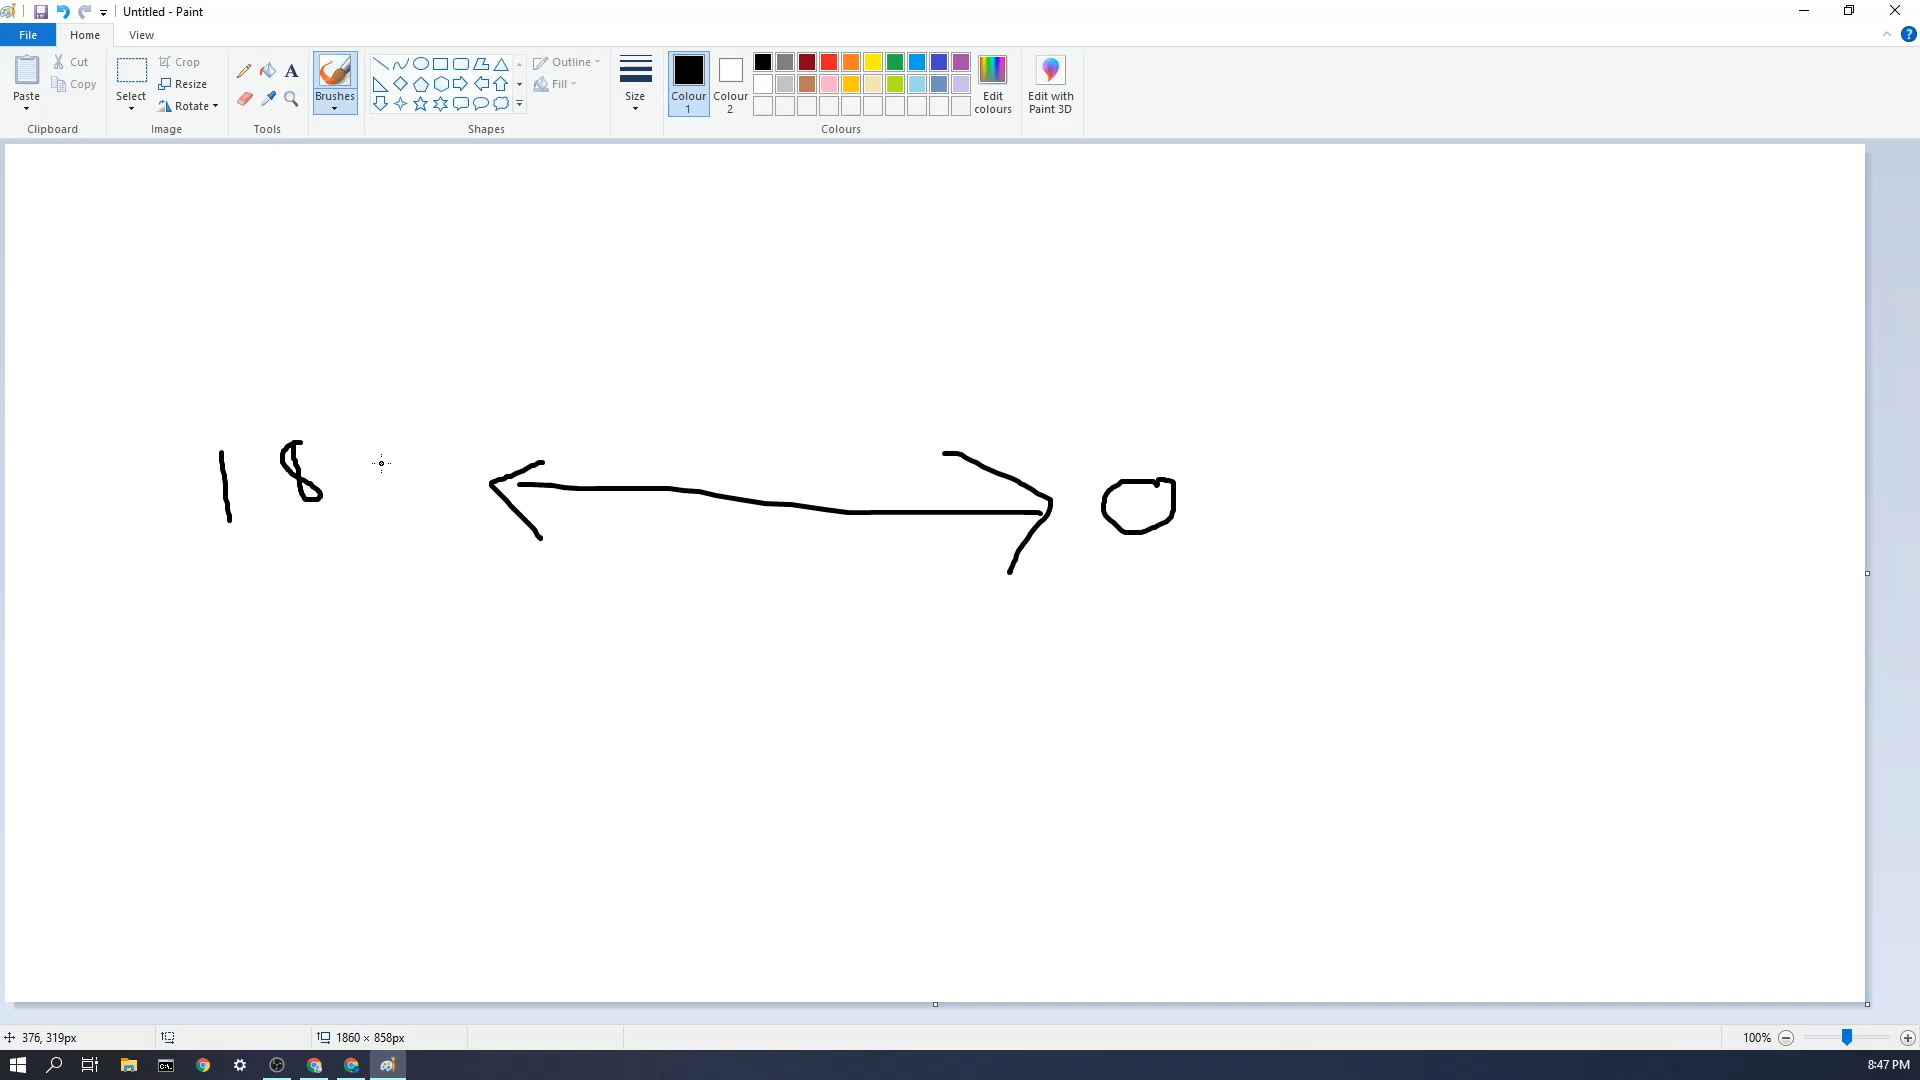 Untitled - Paint
File Home View
Paste
Cut
Copy
Clipboard
Select
Crop
Resize
Rotate
Image
Tools
Brushes
Shapes
Outline
Fill
Size
Colour 1
Colour 2
Colours
Edit colours
Edit with Paint 3D
18 0
376, 319px 1860 × 858px 100%
8:47 PM